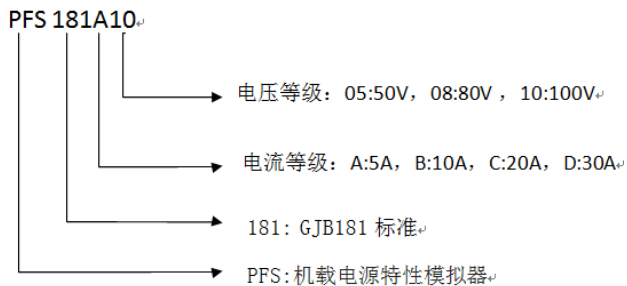 PFS 181A10
电压等级：05:50V，08:80V ，10:100V
电流等级：A:5A，B:10A，C:20A，D:30A
181: GJB181 标准
PFS:机载电源特性模拟器